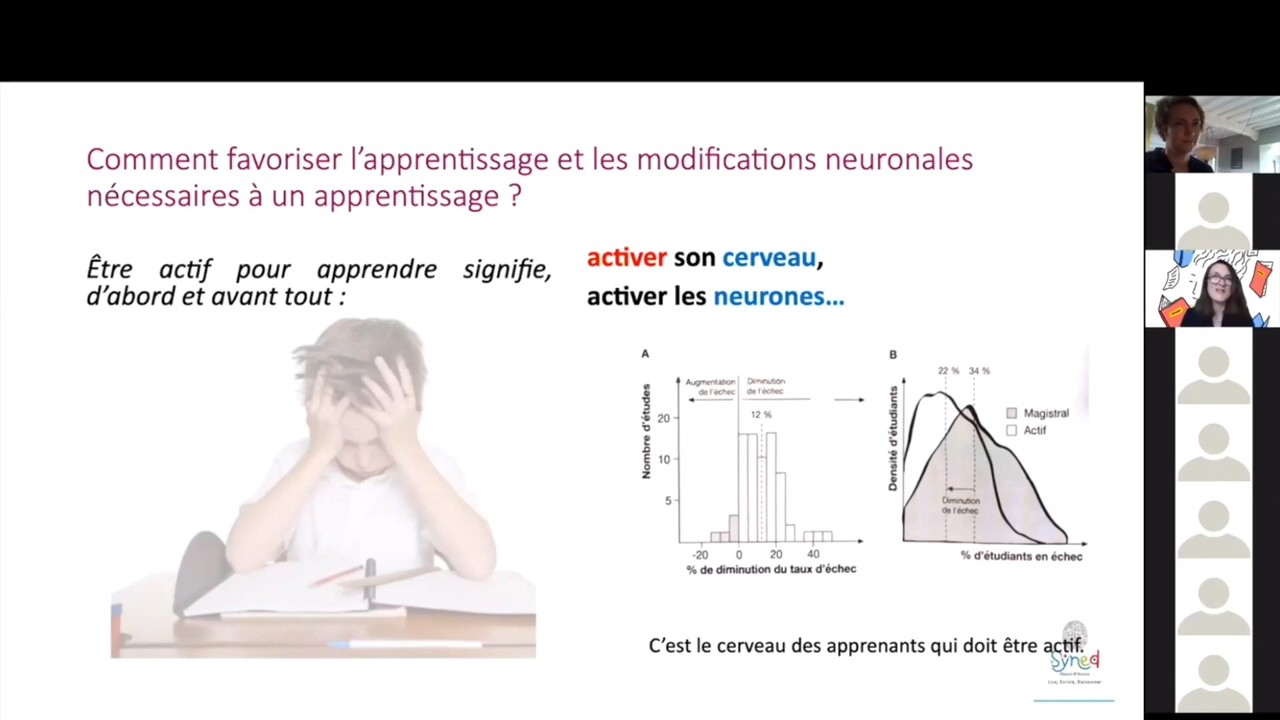 Comment favoriser l'apprentissage et les modifications neuronales
nécessaires à un apprentissage ?
Être actif pour apprendre signifie,
d'abord et avant tout :
activer son cerveau,
activer les neurones...
A
Augmentation
de l'échec
Diminution
de l'échec
12 %
Nombre d'études
20
10
5
-20
0
20
40
% de diminution du taux d'échec
B
22 %
34 %
Densité d'étudiants
Magistral
Actif
Diminution
de l'échec
% d'étudiants en échec
C'est le cerveau des apprenants qui doit être actif.
Syned
Lire, Ecrire, Raisonner